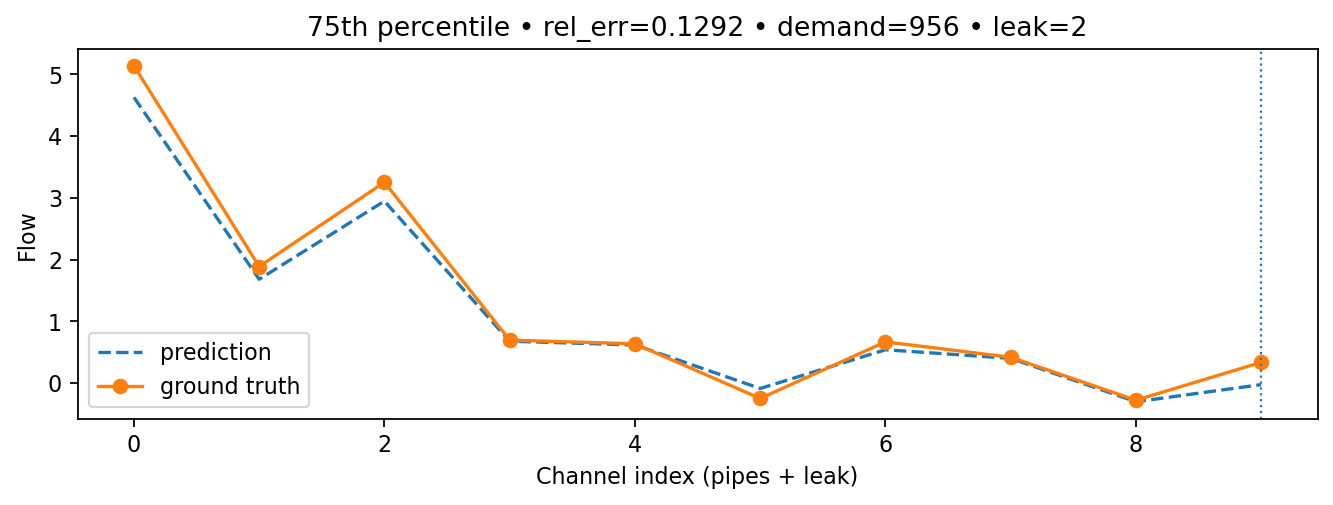 75th percentile • rel_err=0.1292 • demand=956 • leak=2
5
4
3
2
1
0
Flow
prediction
ground truth
0 2 4 6 8
Channel index (pipes + leak)